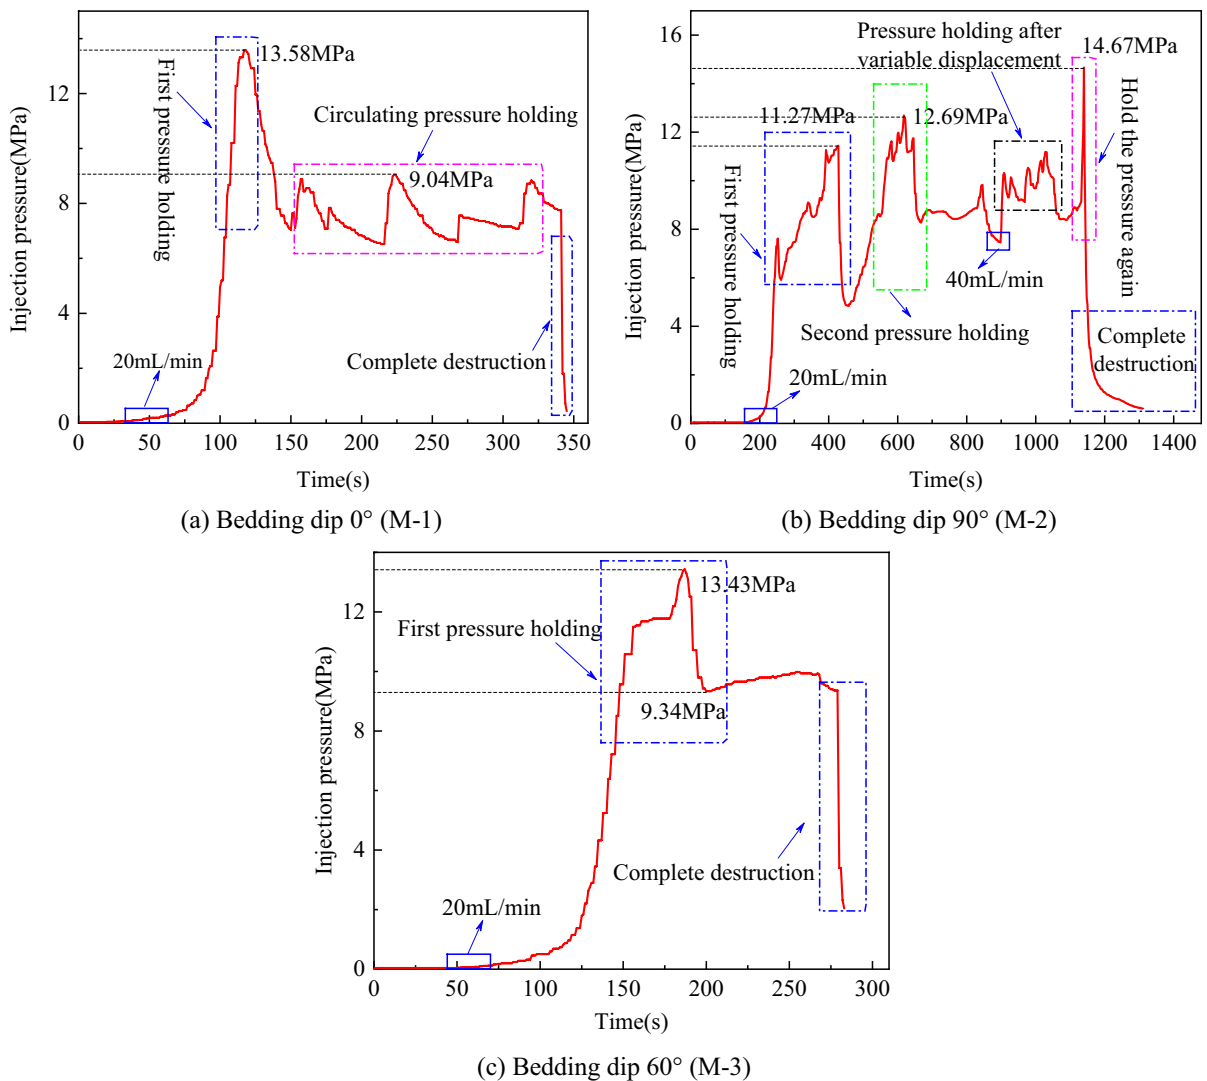 13.58MPa
First pressure holding
Circulating pressure holding
9.04MPa
20mL/min
Complete destruction
Injection pressure(MPa)
12
8
4
0
0
50
100
150
200
250
300
350
Time(s)
(a) Bedding dip 0° (M-1)
Pressure holding after
variable displacement
14.67MPa
11.27MPa
12.69MPa
First pressure holding
Hold the pressure again
40mL/min
Second pressure holding
20mL/min
Complete
destruction
Injection pressure(MPa)
16
12
8
4
0
0
200
400
600
800
1000
1200
1400
Time(s)
(b) Bedding dip 90° (M-2)
13.43MPa
First pressure holding
9.34MPa
20mL/min
Complete destruction
Injection pressure(MPa)
12
8
4
0
0
50
100
150
200
250
300
Time(s)
(c) Bedding dip 60° (M-3)